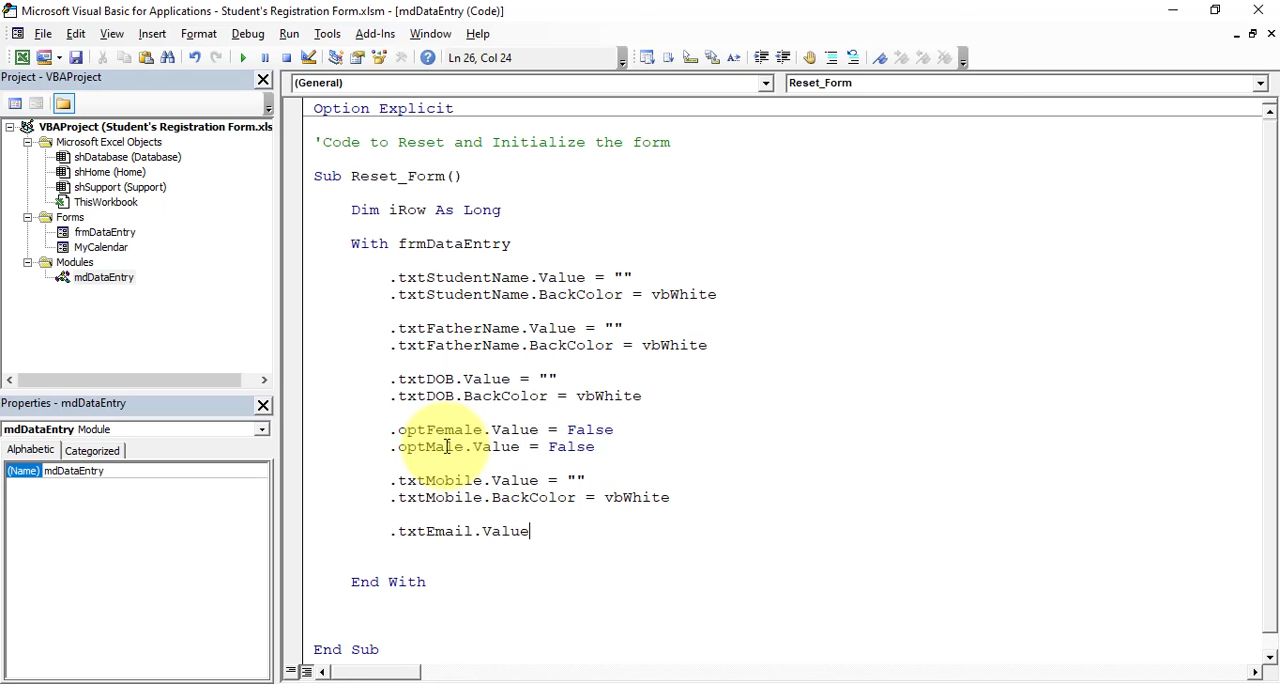 Microsoft Visual Basic for Applications - Student's Registration Form.xlsm - [mdDataEntry (Code)]
File Edit View Insert Format Debug Run Tools Add-Ins Window Help
Ln 26, Col 24
Project - VBAProject
(General)
Reset_Form
VBAProject (Student's Registration Form.xls
Microsoft Excel Objects
shDatabase (Database)
shHome (Home)
shSupport (Support)
ThisWorkbook
Forms
frmDataEntry
MyCalendar
Modules
mdDataEntry
Properties - mdDataEntry
mdDataEntry Module
Alphabetic Categorized
(Name) mdDataEntry
Option Explicit
'Code to Reset and Initialize the form
Sub Reset_Form()
Dim iRow As Long
With frmDataEntry
.txtStudentName.Value = ""
.txtStudentName.BackColor = vbWhite
.txtFatherName.Value = ""
.txtFatherName.BackColor = vbWhite
.txtDOB.Value = ""
.txtDOB.BackColor = vbWhite
.optFemale.Value = False
.optMale.Value = False
.txtMobile.Value = ""
.txtMobile.BackColor = vbWhite
.txtEmail.Value
End With
End Sub